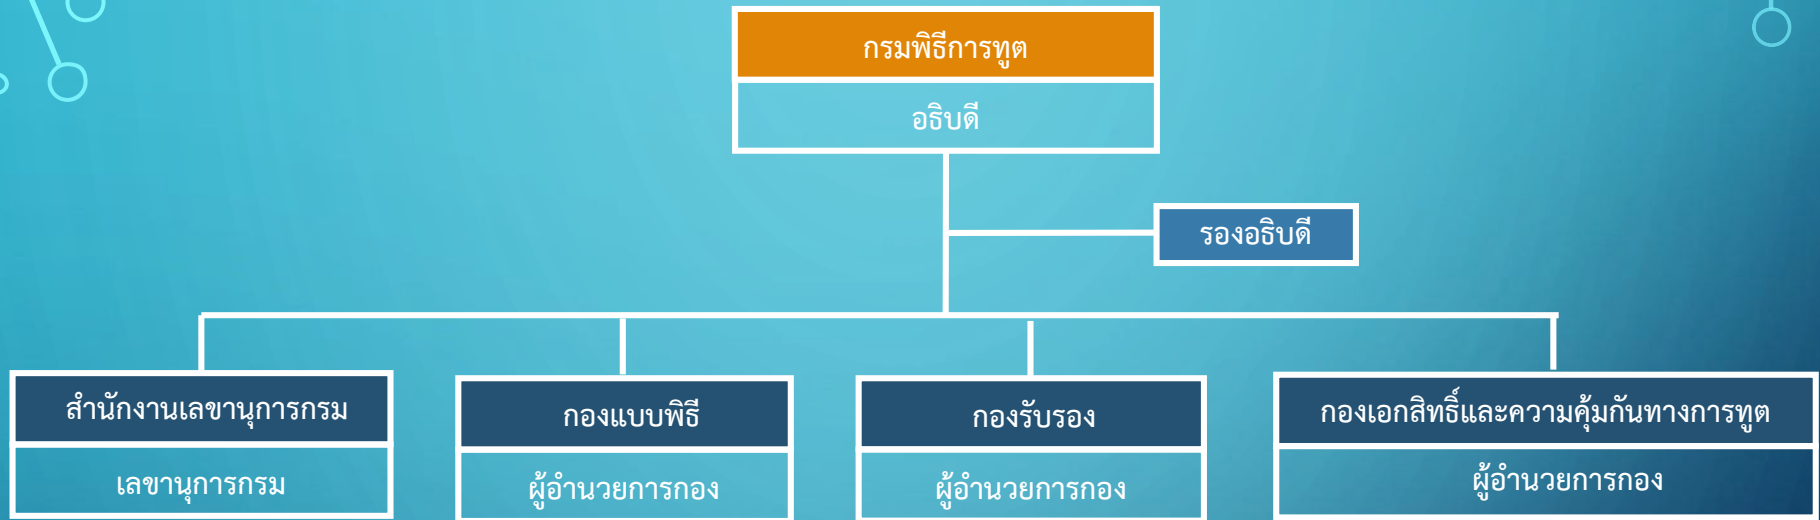 กรมพิธีการทูต
อธิบดี
รองอธิบดี
สำนักงานเลขานุการกรม
เลขานุการกรม
กองแบบพิธี
ผู้อำนวยการกอง
กองรับรอง
ผู้อำนวยการกอง
กองเอกสิทธิ์และความคุ้มกันทางการทูต
ผู้อำนวยการกอง